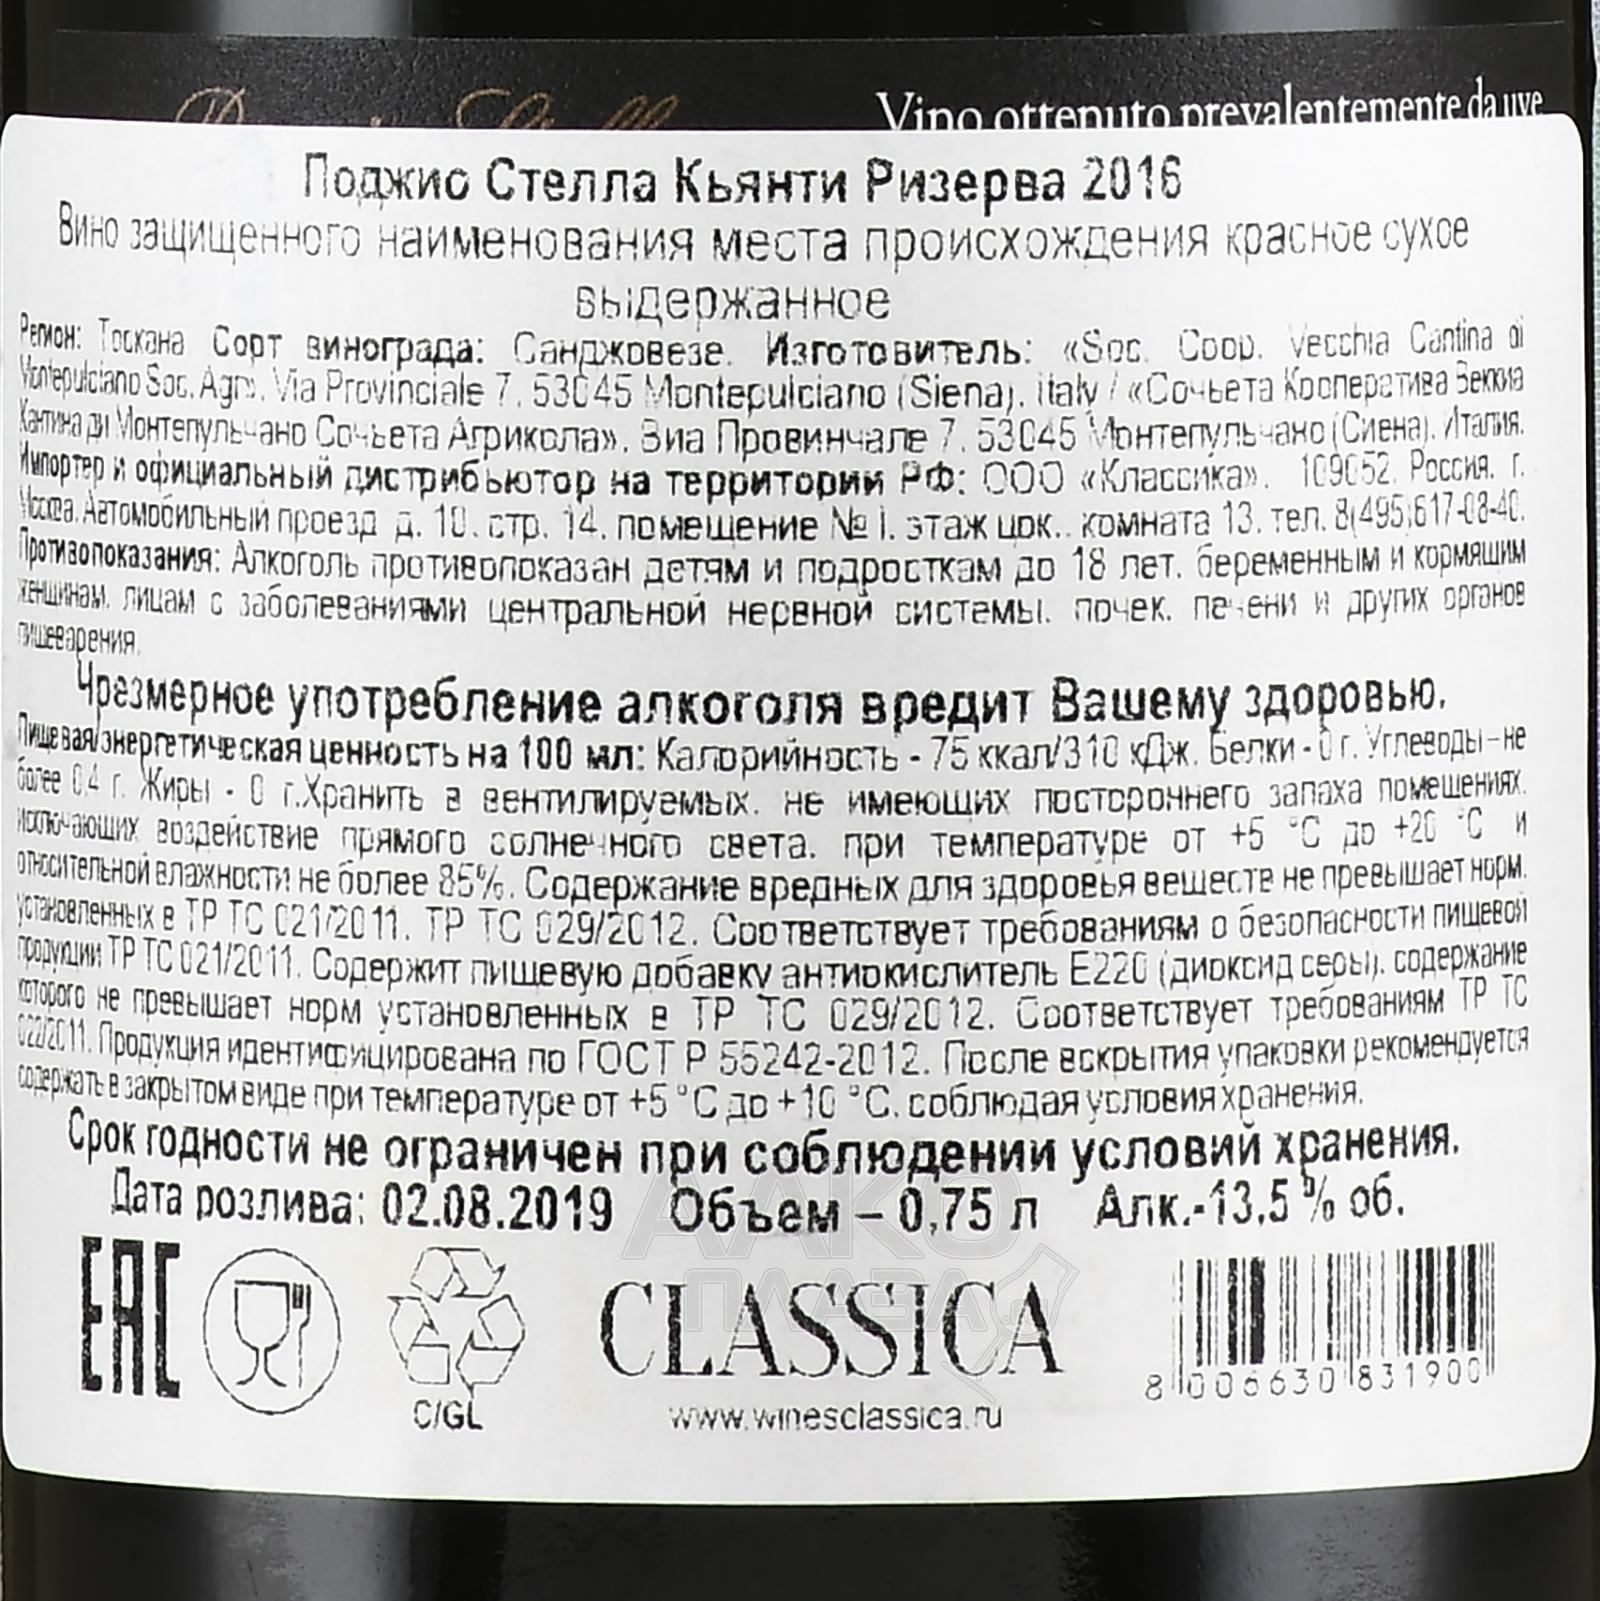 Vino ottenuto prevalentemente da uve
Поджио Стелла Кьянти Ризерва 2016
Вино защищенного наименования места происхождения красное сухое
выдержанное
Регион: Тоскана Сорт винограда: Санджовезе. Изготовитель: «Soc. Coop. Vecchia Cantina di
Montepulciano Soc. Agr», Via Provinciale 7, 53045 Montepulciano (Siena), Italy / «Сочьета Кооператива Веккиа
Кантина ди Монтепульчано Сочьета Агрикола», Виа Провинчале 7, 53045 Монтепульчано (Сиена), Италия.
Импортер и официальный дистрибьютор на территории РФ: ООО «Классика», 109052, Россия, г.
Москва, Автомобильный проезд д. 10, стр. 14, помещение № I, этаж цок., комната 13, тел. 8(495)617-08-40.
Противопоказания: Алкоголь противопоказан детям и подросткам до 18 лет, беременным и кормящим
женщинам, лицам с заболеваниями центральной нервной системы, почек, печени и других органов
пищеварения.
Чрезмерное употребление алкоголя вредит Вашему здоровью.
Пищевая/энергетическая ценность на 100 мл: Калорийность - 75 ккал/310 кДж, Белки - 0 г. Углеводы–не
более 0,4 г. Жиры - 0 г.Хранить в вентилируемых, не имеющих постороннего запаха помещениях,
исключающих воздействие прямого солнечного света, при температуре от +5 °С до +20 °С и
относительной влажности не более 85%. Содержание вредных для здоровья веществ не превышает норм,
установленных в ТР ТС 021/2011, ТР ТС 029/2012. Соответствует требованиям о безопасности пищевой
продукции ТР ТС 021/2011. Содержит пищевую добавку антиокислитель Е220 (диоксид серы), содержание
которого не превышает норм установленных в ТР ТС 029/2012. Соответствует требованиям ТР ТС
022/2011. Продукция идентифицирована по ГОСТ Р 55242-2012. После вскрытия упаковки рекомендуется
содержать в закрытом виде при температуре от +5 °С до +10 °С, соблюдая условия хранения.
Срок годности не ограничен при соблюдении условий хранения.
Дата розлива: 02.08.2019 Объем – 0,75 л Алк.-13,5 % об.
ААКО
ПЛАЗА
EAC
C/GL
CLASSICA
www.winesclassica.ru
8 006630 831900